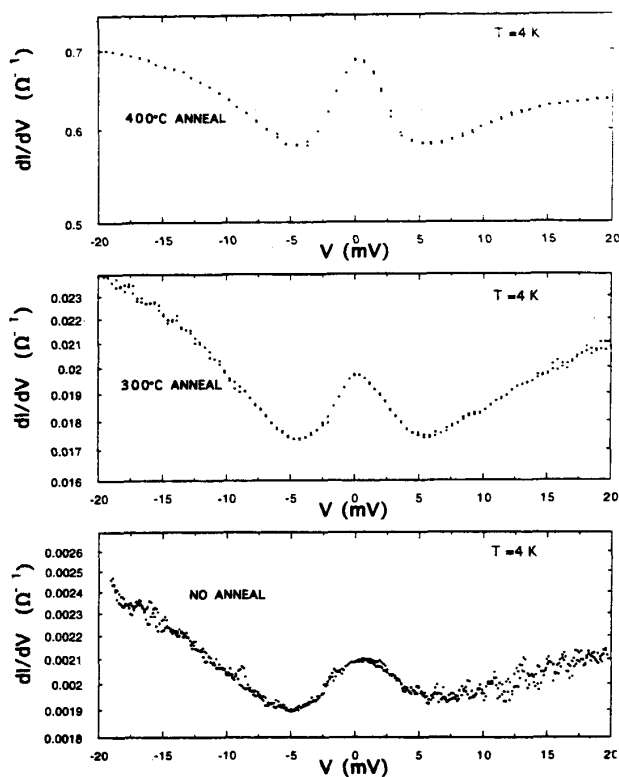 T = 4 K
0.7
0.6
0.5
400°C ANNEAL
dI/dV (Ω⁻¹)
-20 -15 -10 -5 0 5 10 15 20
V (mV)
T = 4 K
0.023
0.022
0.021
0.02
0.019
0.018
0.017
0.016
300°C ANNEAL
dI/dV (Ω⁻¹)
-20 -15 -10 -5 0 5 10 15 20
V (mV)
T = 4 K
0.0026
0.0025
0.0024
0.0023
0.0022
0.0021
0.002
0.0019
0.0018
NO ANNEAL
dI/dV (Ω⁻¹)
-20 -15 -10 -5 0 5 10 15 20
V (mV)